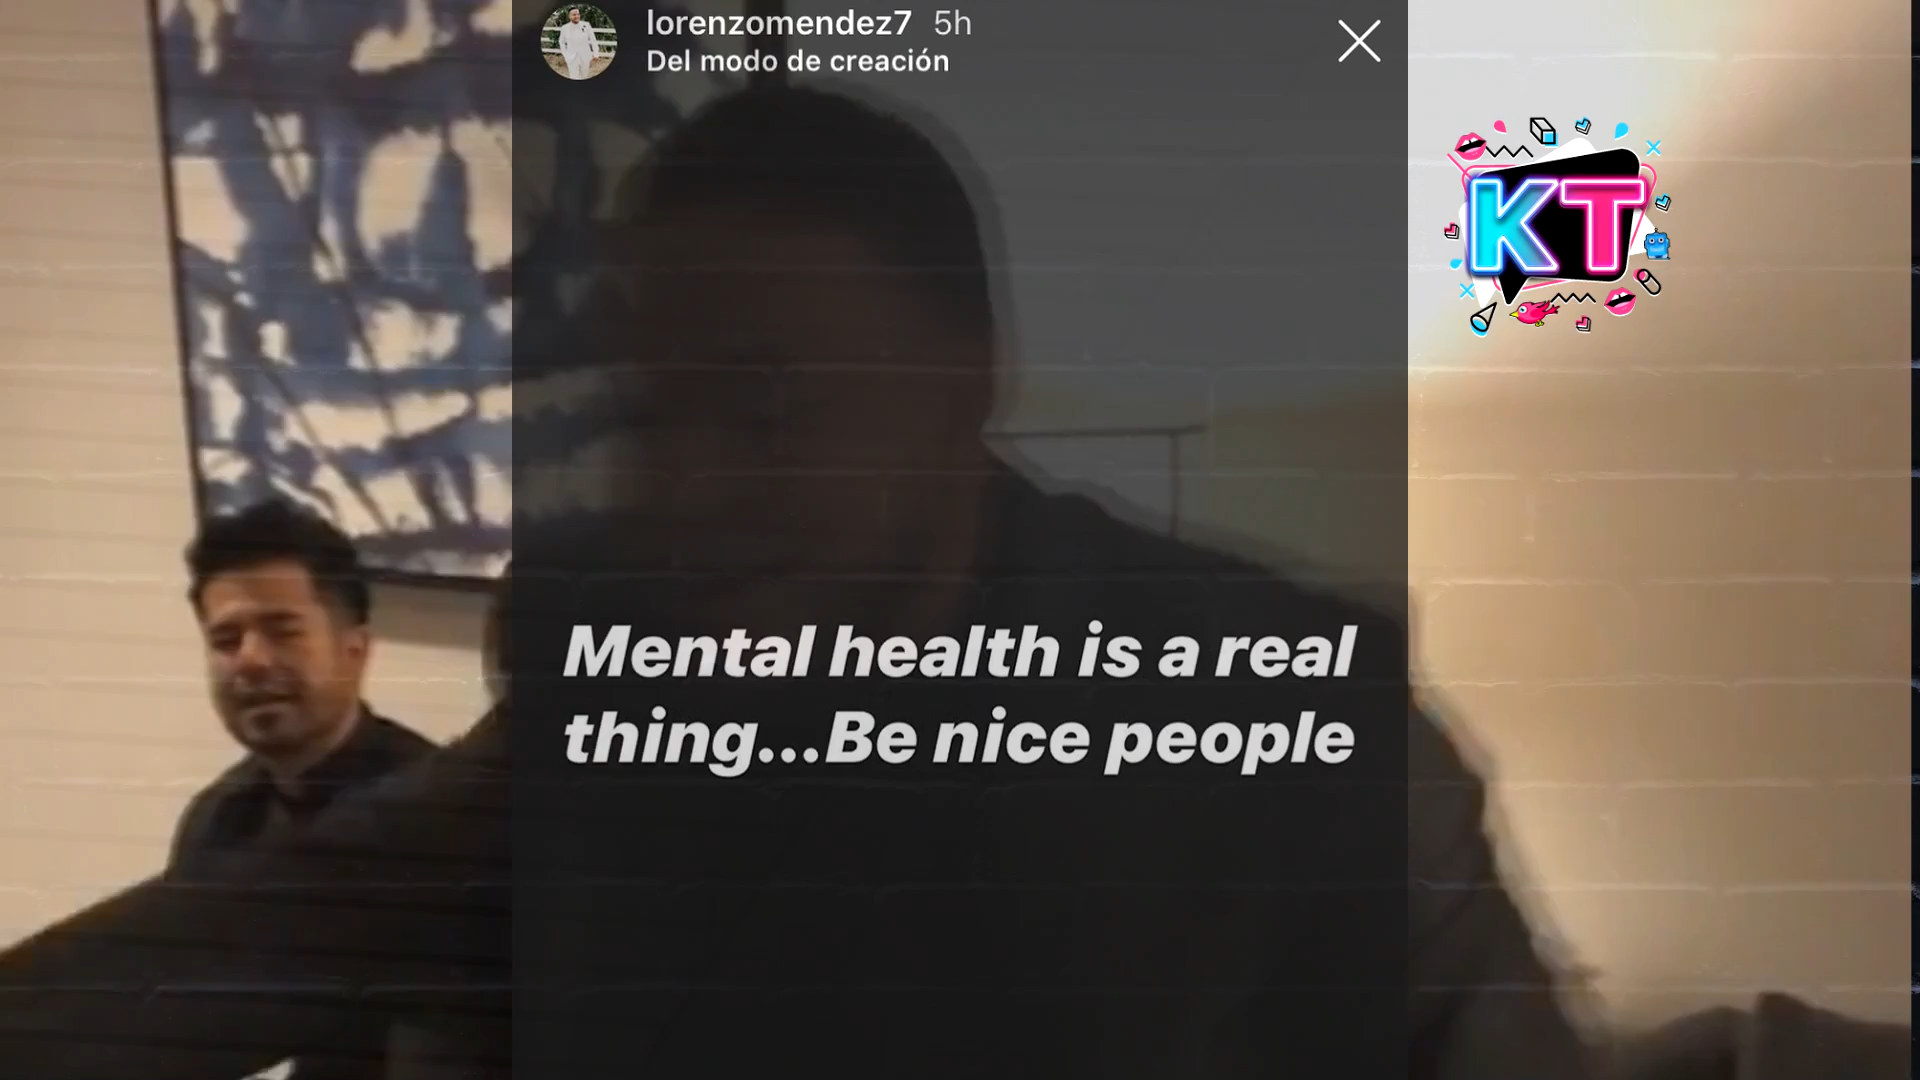 lorenzomendez7 5h
Del modo de creación
KT
Mental health is a real
thing...Be nice people